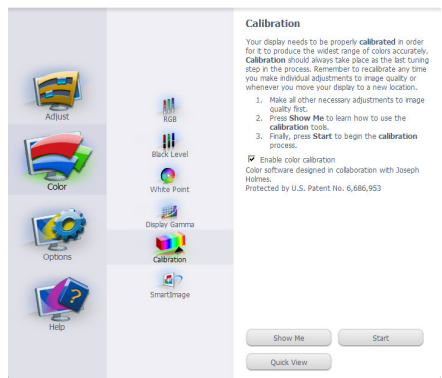 Adjust
Color
Options
Help
RGB
Black Level
White Point
Display Gamma
Calibration
SmartImage
Calibration
Your display needs to be properly calibrated in order
for it to produce the widest range of colors accurately.
Calibration should always take place as the last tuning
step in the process. Remember to recalibrate any time
you make individual adjustments to image quality or
whenever you move your display to a new location.
1. Make all other necessary adjustments to image
quality first.
2. Press Show Me to learn how to use the
calibration tools.
3. Finally, press Start to begin the calibration
process.
Enable color calibration
Color software designed in collaboration with Joseph
Holmes.
Protected by U.S. Patent No. 6,686,953
Show Me
Start
Quick View